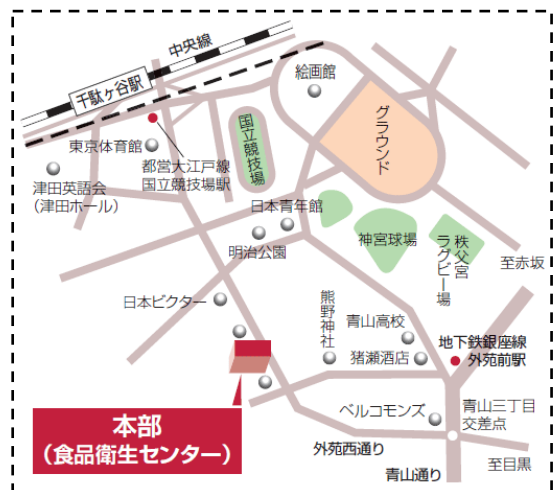 中央線
千駄ヶ谷駅
絵画館
グラウンド
国立競技場
東京体育館
都営大江戸線
国立競技場駅
津田英語会
(津田ホール)
日本青年館
明治公園
神宮球場
秩父宮
ラグビー場
至赤坂
日本ビクター
熊野神社
青山高校
猪瀬酒店
地下鉄銀座線
外苑前駅
本部
(食品衛生センター)
ベルコモンズ
青山三丁目
交差点
外苑西通り
至目黒
青山通り